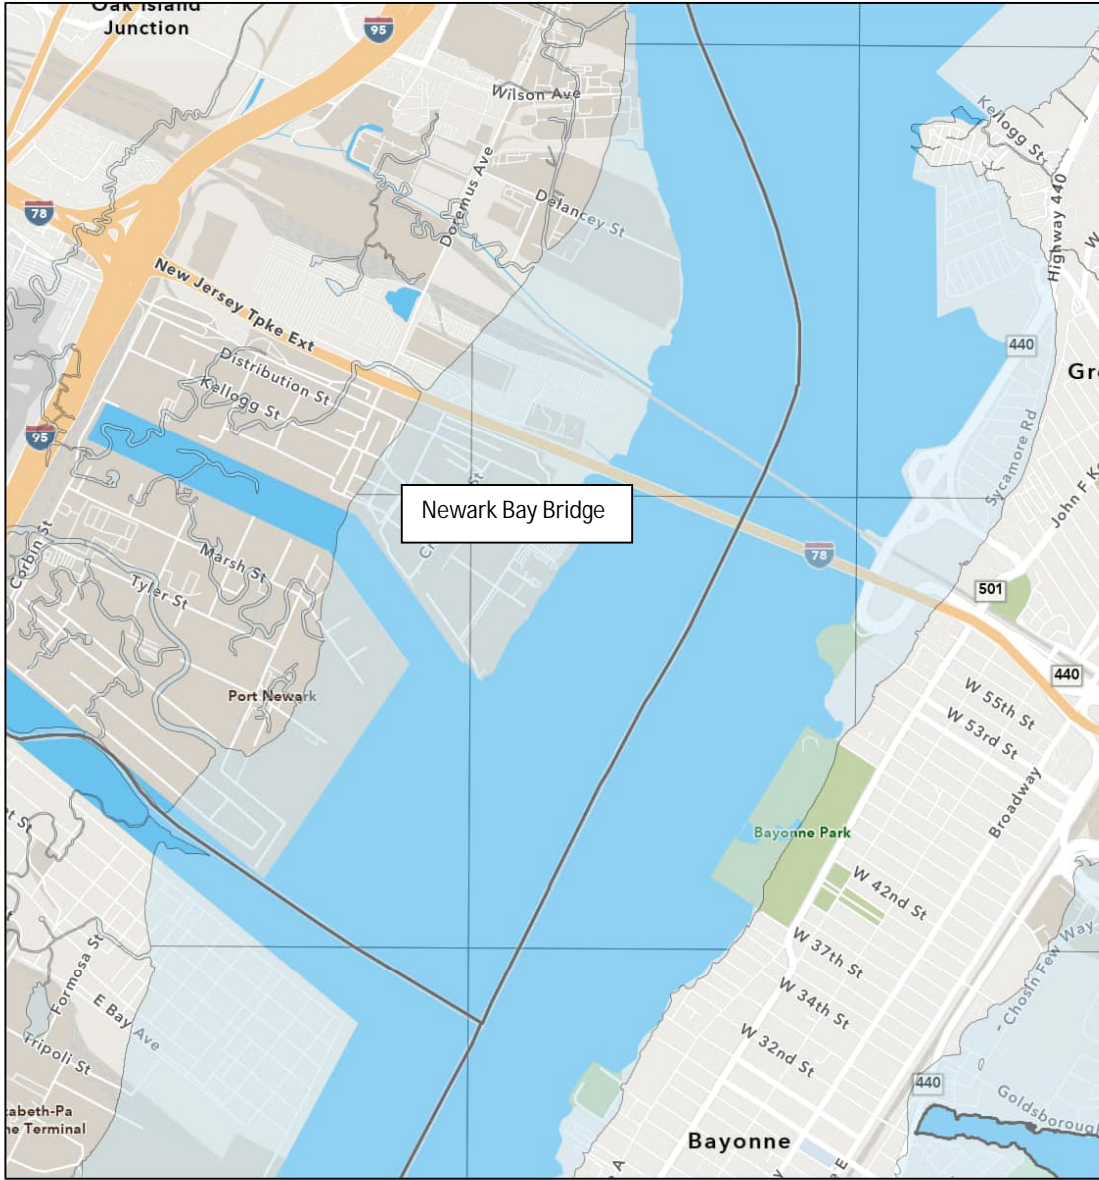 Oak Island
Junction
95
Wilson Ave
Kellogg St
Doremus Ave
Delancey St
Highway 440
78
New Jersey Tpke Ext
440
Distribution St
Kellogg St
95
Sycamore Rd
Newark Bay Bridge
Corbin St
Marsh St
Tyler St
78
501
440
Port Newark
W 55th St
W 53rd St
Broadway
Bayonne Park
W 42nd St
W 37th St
Formosa St
E Bay Ave
W 34th St
Chosin Few Way
Tripoli St
W 32nd St
440
Goldsborough
Bayonne